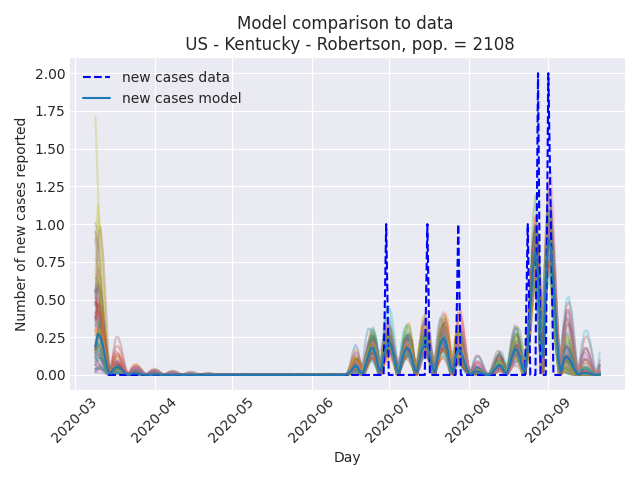 Model comparison to data
US - Kentucky - Robertson, pop. = 2108
new cases data
new cases model
Number of new cases reported
2.00
1.75
1.50
1.25
1.00
0.75
0.50
0.25
0.00
2020-03
2020-04
2020-05
2020-06
2020-07
2020-08
2020-09
Day